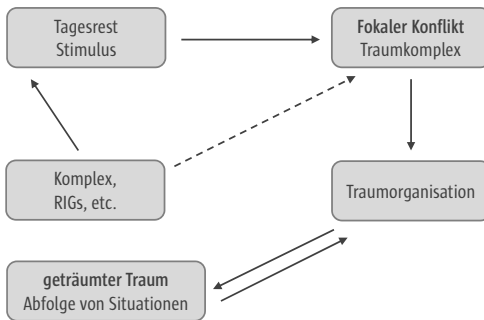 Tagesrest
Stimulus
Fokaler Konflikt
Traumkomplex
Komplex,
RIGs, etc.
Traumorganisation
geträumter Traum
Abfolge von Situationen